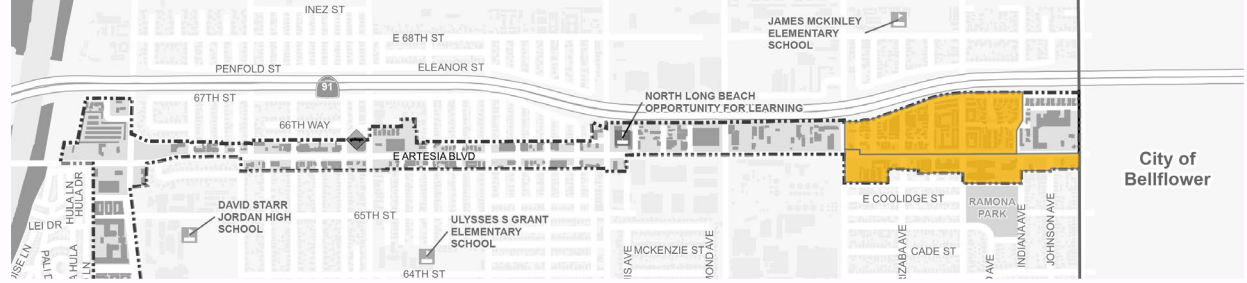 INEZ ST
JAMES MCKINLEY
ELEMENTARY
SCHOOL
E 68TH ST
PENFOLD ST
ELEANOR ST
91
67TH ST
NORTH LONG BEACH
OPPORTUNITY FOR LEARNING
66TH WAY
E ARTESIA BLVD
City of
Bellflower
HULA LN
HULA DR
DAVID STARR
JORDAN HIGH
SCHOOL
65TH ST
ULYSSES S GRANT
ELEMENTARY
SCHOOL
E COOLIDGE ST
RAMONA
PARK
INDIANA AVE
JOHNSON AVE
LEI DR
MCKENZIE ST
CADE ST
64TH ST